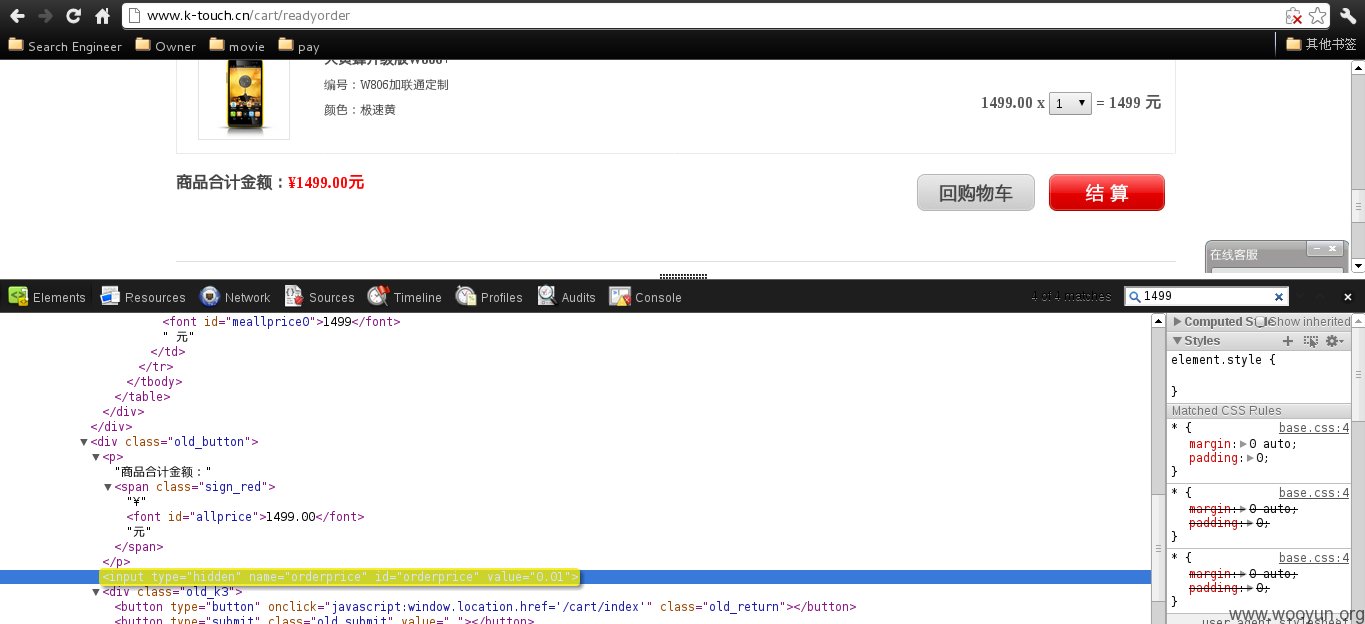 www.k-touch.cn/cart/readyorder
Search Engineer Owner movie pay 其他书签
编号：W806加联通定制
颜色：极速黄
1499.00 x 1 = 1499 元
商品合计金额：¥1499.00元
回购物车 结 算
在线客服
Elements Resources Network Sources Timeline Profiles Audits Console 4 of 4 matches 1499
<font id="meallprice0">1499</font>
" 元"
</td>
</tr>
</tbody>
</table>
</div>
</div>
<div class="old_button">
<p>
"商品合计金额："
<span class="sign_red">
"¥"
<font id="allprice">1499.00</font>
"元"
</span>
</p>
<input type="hidden" name="orderprice" id="orderprice" value="0.01">
<div class="old_k3">
<button type="button" onclick="javascript:window.location.href='/cart/index'" class="old_return"></button>
<button type="submit" class="old_submit" value=" "></button>
Computed Style Show inherited
Styles
element.style {
}
Matched CSS Rules
* { base.css:4
margin: 0 auto;
padding: 0;
}
* { base.css:4
margin: 0 auto;
padding: 0;
}
* { base.css:4
margin: 0 auto;
padding: 0;
}
user agent stylesheet
www.wooyun.org